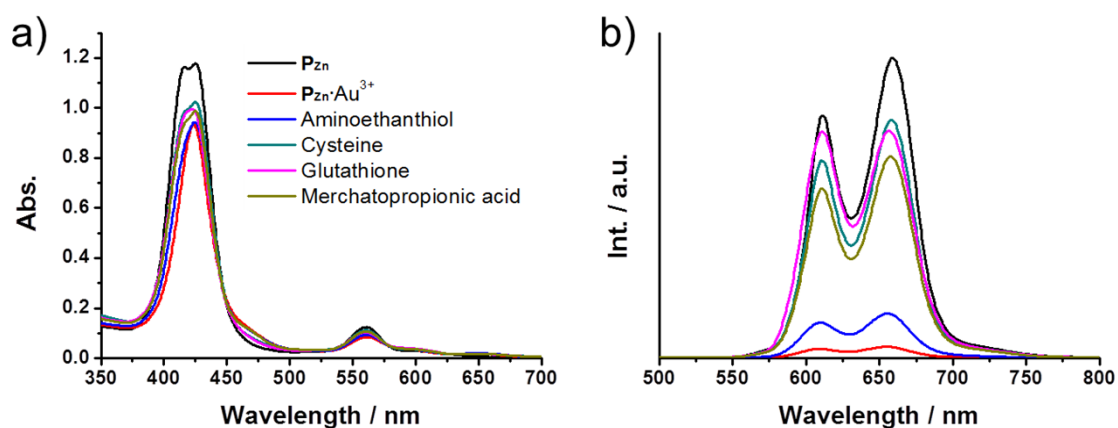 a)
1.2
1.0
0.8
0.6
0.4
0.2
0.0
Abs.
P_Zn
P_Zn·Au³⁺
Aminoethanthiol
Cysteine
Glutathione
Merchatopropionic acid
350 400 450 500 550 600 650 700
Wavelength / nm
b)
Int. / a.u.
500 550 600 650 700 750 800
Wavelength / nm